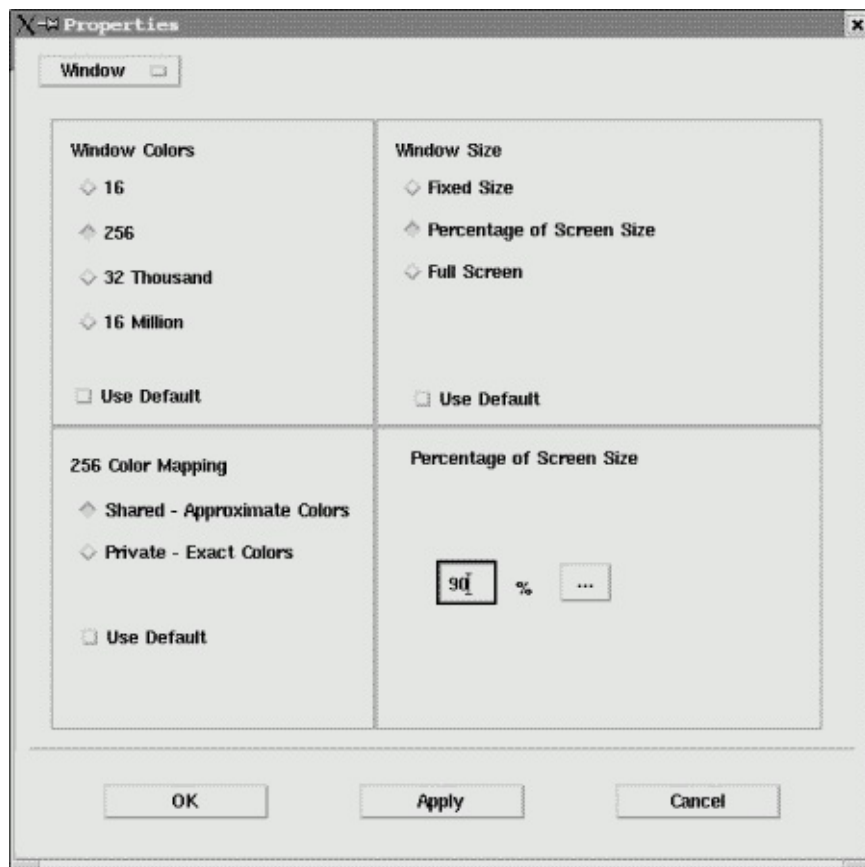 Properties
Window
Window Colors
16
256
32 Thousand
16 Million
Use Default
Window Size
Fixed Size
Percentage of Screen Size
Full Screen
Use Default
256 Color Mapping
Shared - Approximate Colors
Private - Exact Colors
Use Default
Percentage of Screen Size
90 % ...
OK Apply Cancel